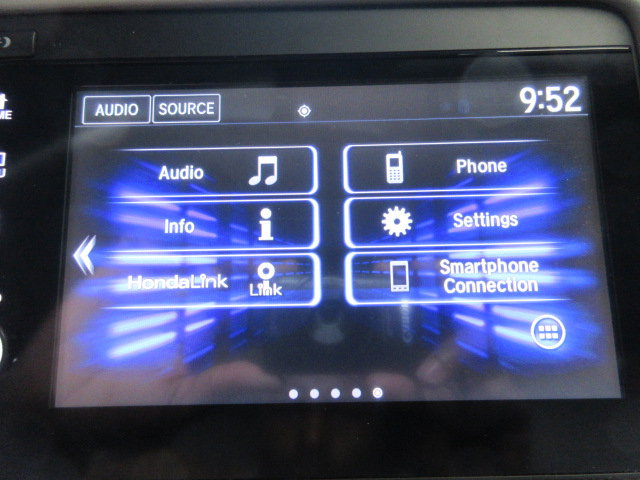 AUDIO SOURCE
9:52
Audio
Phone
Info
Settings
HondaLink
Link
Smartphone
Connection